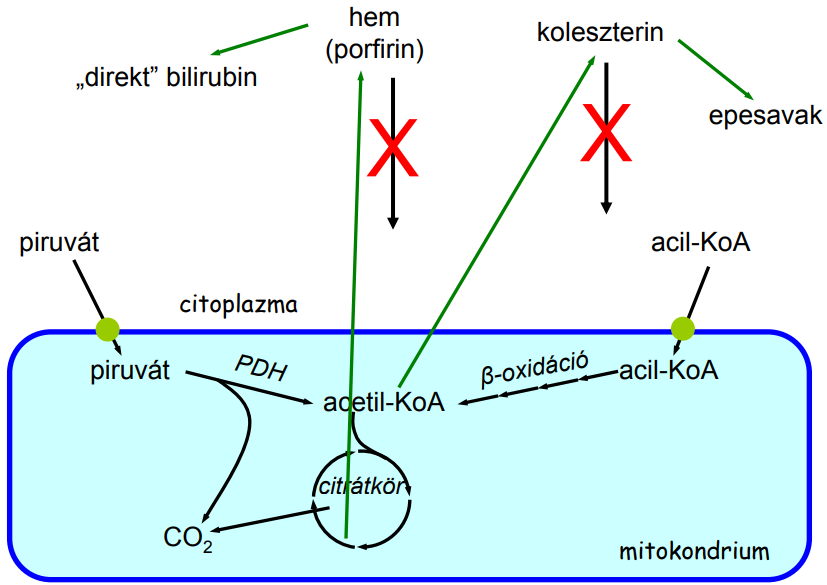 hem
(porfirin)
koleszterin
„direkt” bilirubin
epesavak
piruvát
acil-KoA
citoplazma
piruvát
PDH
acetil-KoA
β-oxidáció
acil-KoA
citrátkör
CO₂
mitokondrium